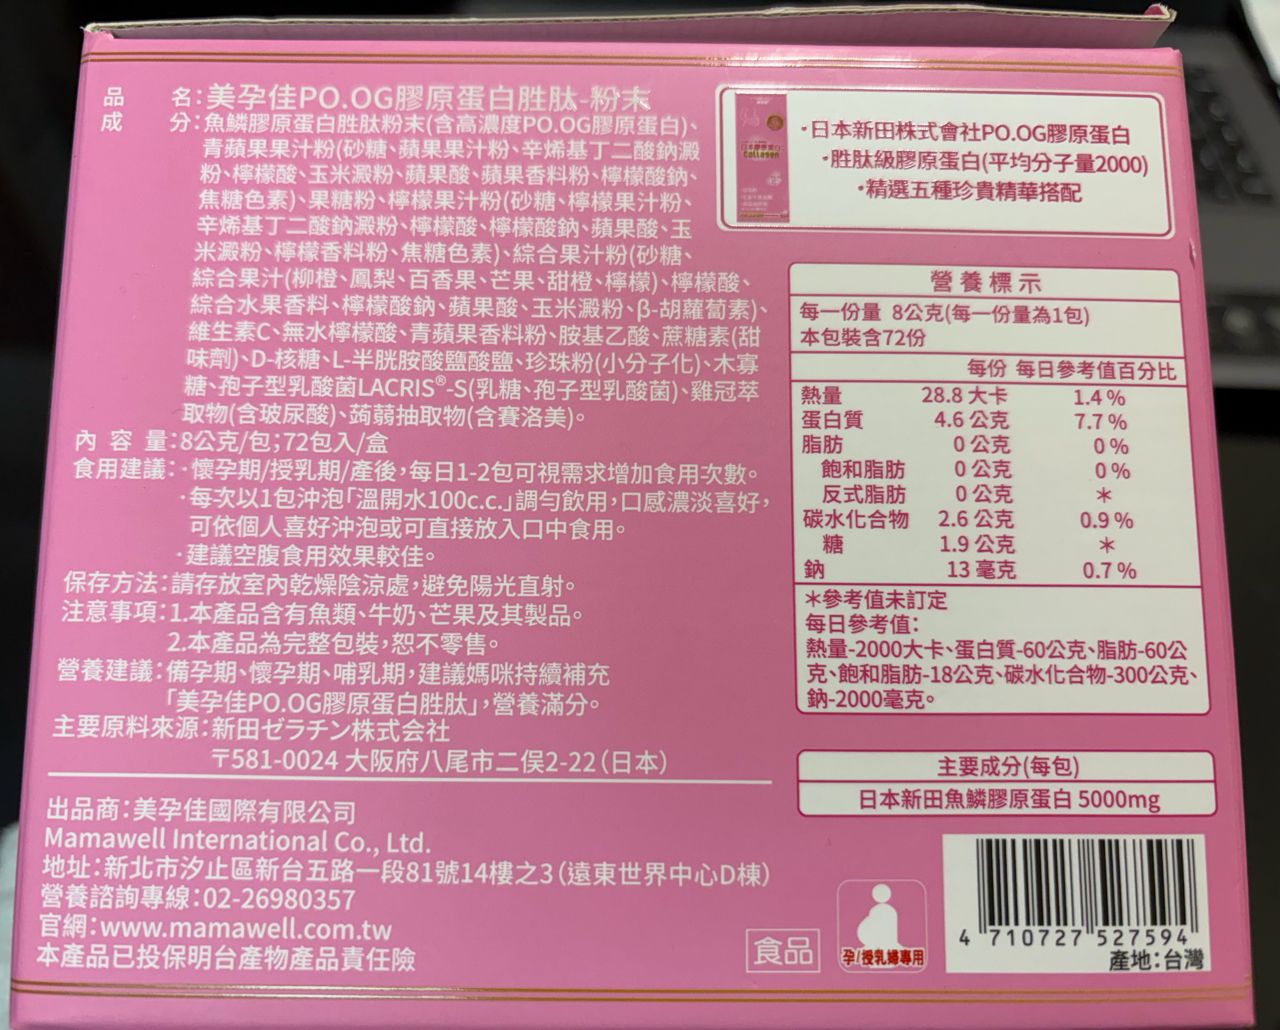 品 名:美孕佳PO.OG膠原蛋白胜肽-粉末
成 分:魚鱗膠原蛋白胜肽粉末(含高濃度PO.OG膠原蛋白)、
青蘋果果汁粉(砂糖、蘋果果汁粉、辛烯基丁二酸鈉澱
粉、檸檬酸、玉米澱粉、蘋果酸、蘋果香料粉、檸檬酸鈉、
焦糖色素)、果糖粉、檸檬果汁粉(砂糖、檸檬果汁粉、
辛烯基丁二酸鈉澱粉、檸檬酸、檸檬酸鈉、蘋果酸、玉
米澱粉、檸檬香料粉、焦糖色素)、綜合果汁粉(砂糖、
綜合果汁(柳橙、鳳梨、百香果、芒果、甜橙、檸檬)、檸檬酸、
綜合水果香料、檸檬酸鈉、蘋果酸、玉米澱粉、β-胡蘿蔔素)、
維生素C、無水檸檬酸、青蘋果香料粉、胺基乙酸、蔗糖素(甜
味劑)、D-核糖、L-半胱胺酸鹽酸鹽、珍珠粉(小分子化)、木寡
糖、孢子型乳酸菌LACRIS®-S(乳糖、孢子型乳酸菌)、雞冠萃
取物(含玻尿酸)、蒟蒻抽取物(含賽洛美)。
內 容 量:8公克/包;72包入/盒
食用建議:·懷孕期/授乳期/產後,每日1-2包可視需求增加食用次數。
·每次以1包沖泡「溫開水100c.c.」調勻飲用,口感濃淡喜好,
可依個人喜好沖泡或可直接放入口中食用。
·建議空腹食用效果較佳。
保存方法:請存放室內乾燥陰涼處,避免陽光直射。
注意事項:1.本產品含有魚類、牛奶、芒果及其製品。
2.本產品為完整包裝,恕不零售。
營養建議:備孕期、懷孕期、哺乳期,建議媽咪持續補充
「美孕佳PO.OG膠原蛋白胜肽」,營養滿分。
主要原料來源:新田ゼラチン株式会社
〒581-0024 大阪府八尾市二俣2-22(日本)
出品商:美孕佳國際有限公司
Mamawell International Co., Ltd.
地址:新北市汐止區新台五路一段81號14樓之3(遠東世界中心D棟)
營養諮詢專線:02-26980357
官網:www.mamawell.com.tw
本產品已投保明台產物產品責任險
Collagen
·日本新田株式會社PO.OG膠原蛋白
·胜肽級膠原蛋白(平均分子量2000)
·精選五種珍貴精華搭配
營養標示
每一份量 8公克(每一份量為1包)
本包裝含72份
每份 每日參考值百分比
熱量 28.8 大卡 1.4 %
蛋白質 4.6 公克 7.7 %
脂肪 0 公克 0 %
飽和脂肪 0 公克 0 %
反式脂肪 0 公克 *
碳水化合物 2.6 公克 0.9 %
糖 1.9 公克 *
鈉 13 毫克 0.7 %
*參考值未訂定
每日參考值:
熱量-2000大卡、蛋白質-60公克、脂肪-60公
克、飽和脂肪-18公克、碳水化合物-300公克、
鈉-2000毫克。
主要成分(每包)
日本新田魚鱗膠原蛋白 5000mg
食品
孕/授乳婦專用
4 710727 527594
產地:台灣